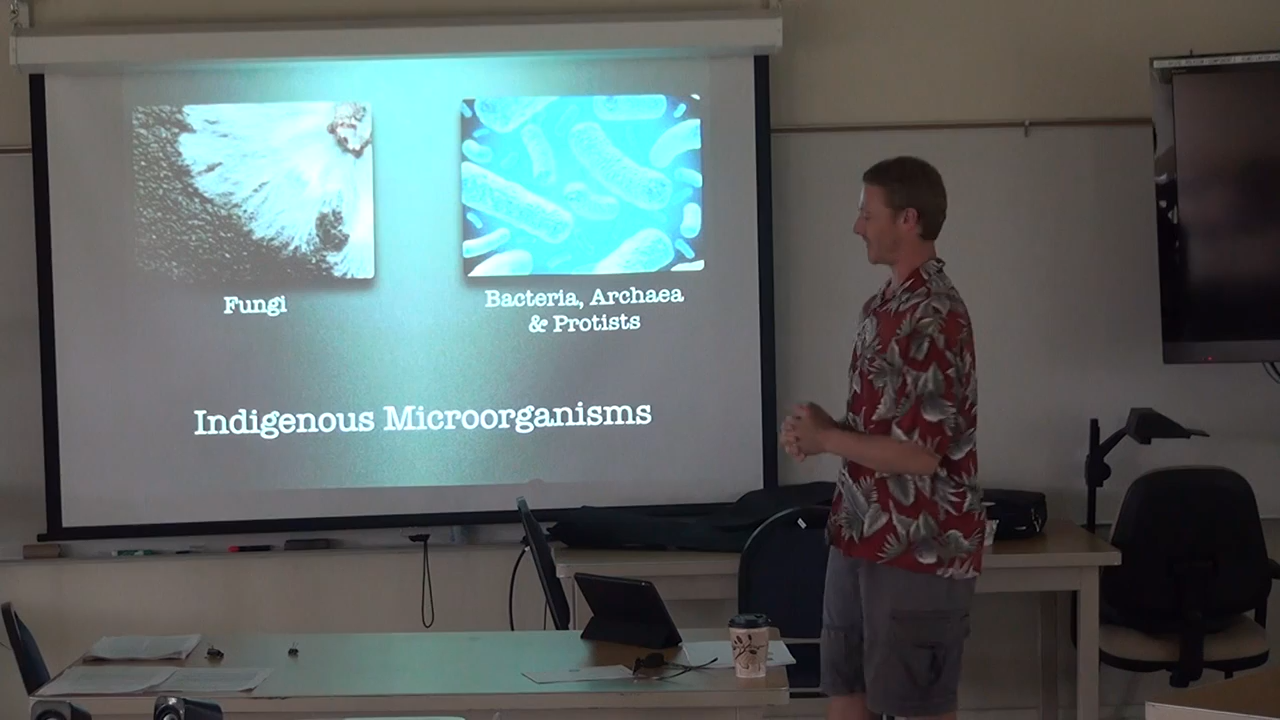 Fungi
Bacteria, Archaea
& Protists
Indigenous Microorganisms